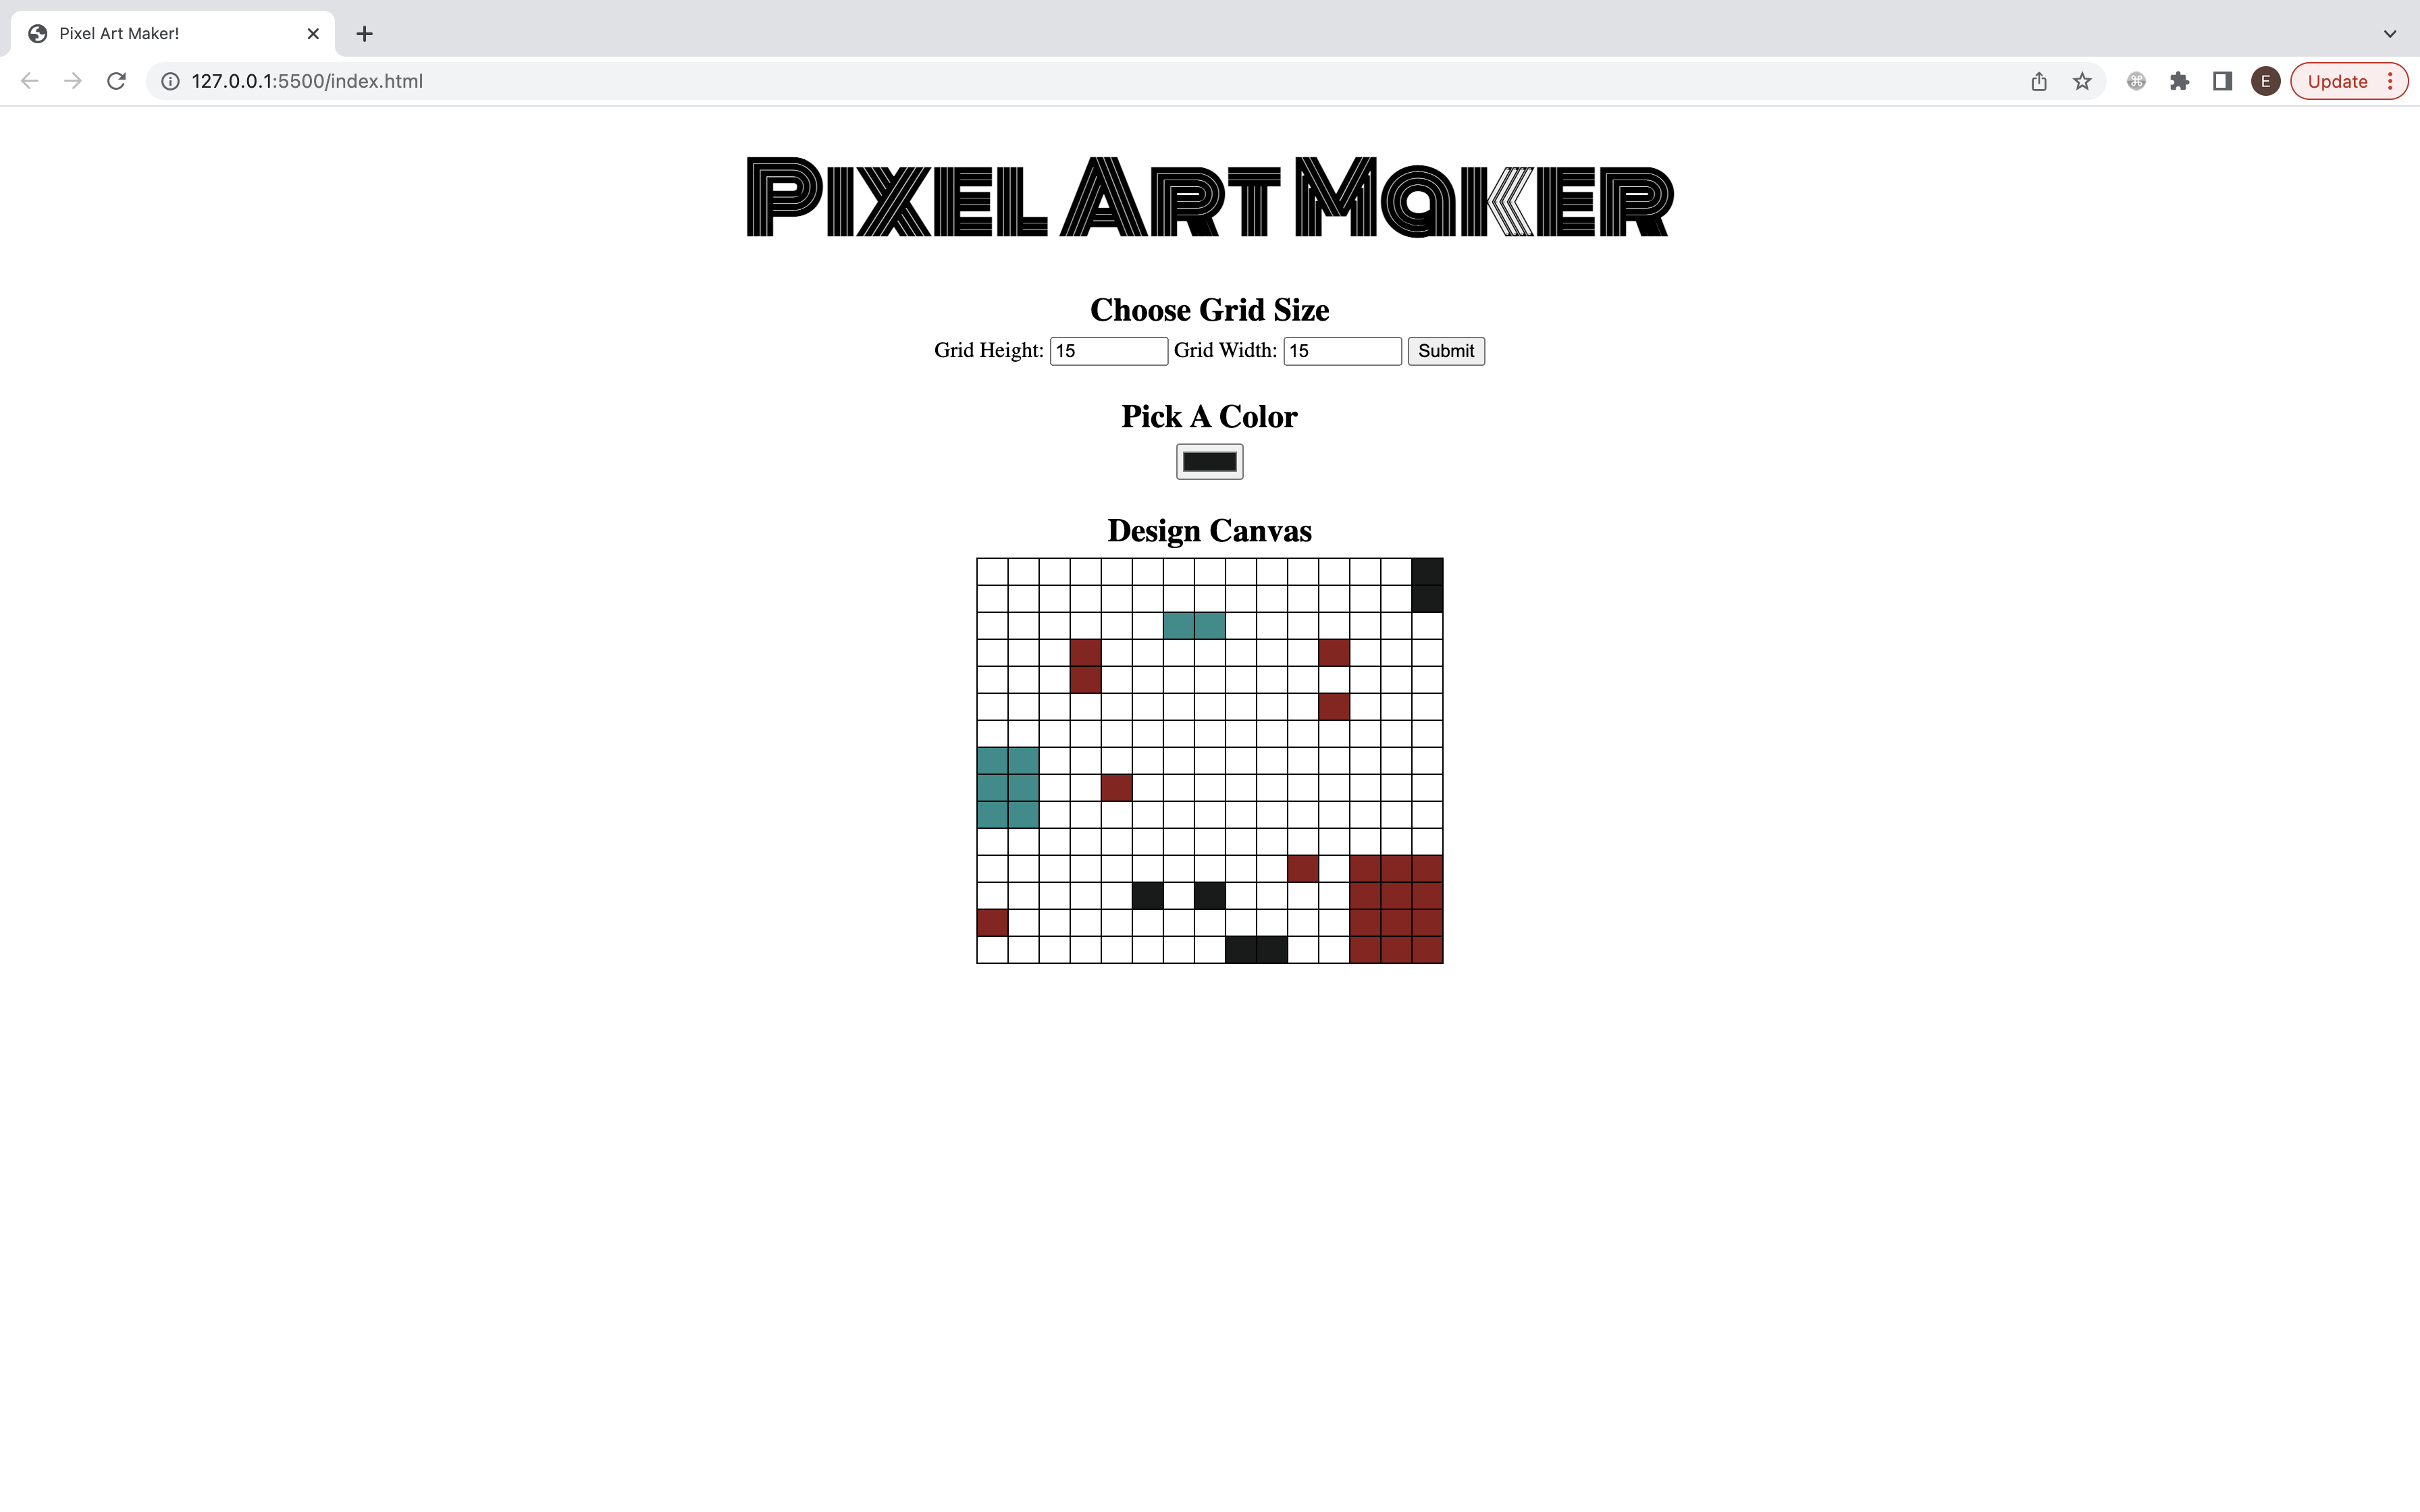 Pixel Art Maker!
127.0.0.1:5500/index.html
E
Update
Pixel Art Maker
Choose Grid Size
Grid Height: 15 Grid Width: 15 Submit
Pick A Color
Design Canvas